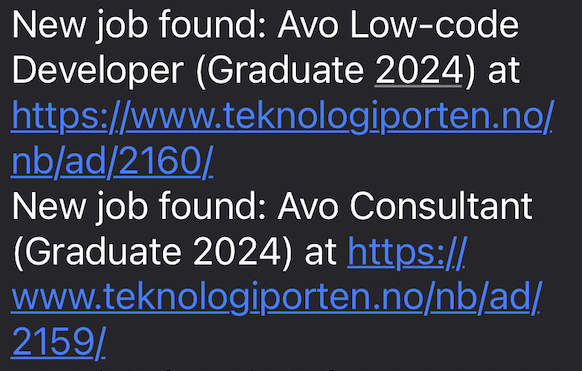 New job found: Avo Low-code
Developer (Graduate 2024) at
https://www.teknologiporten.no/
nb/ad/2160/
New job found: Avo Consultant
(Graduate 2024) at https://
www.teknologiporten.no/nb/ad/
2159/